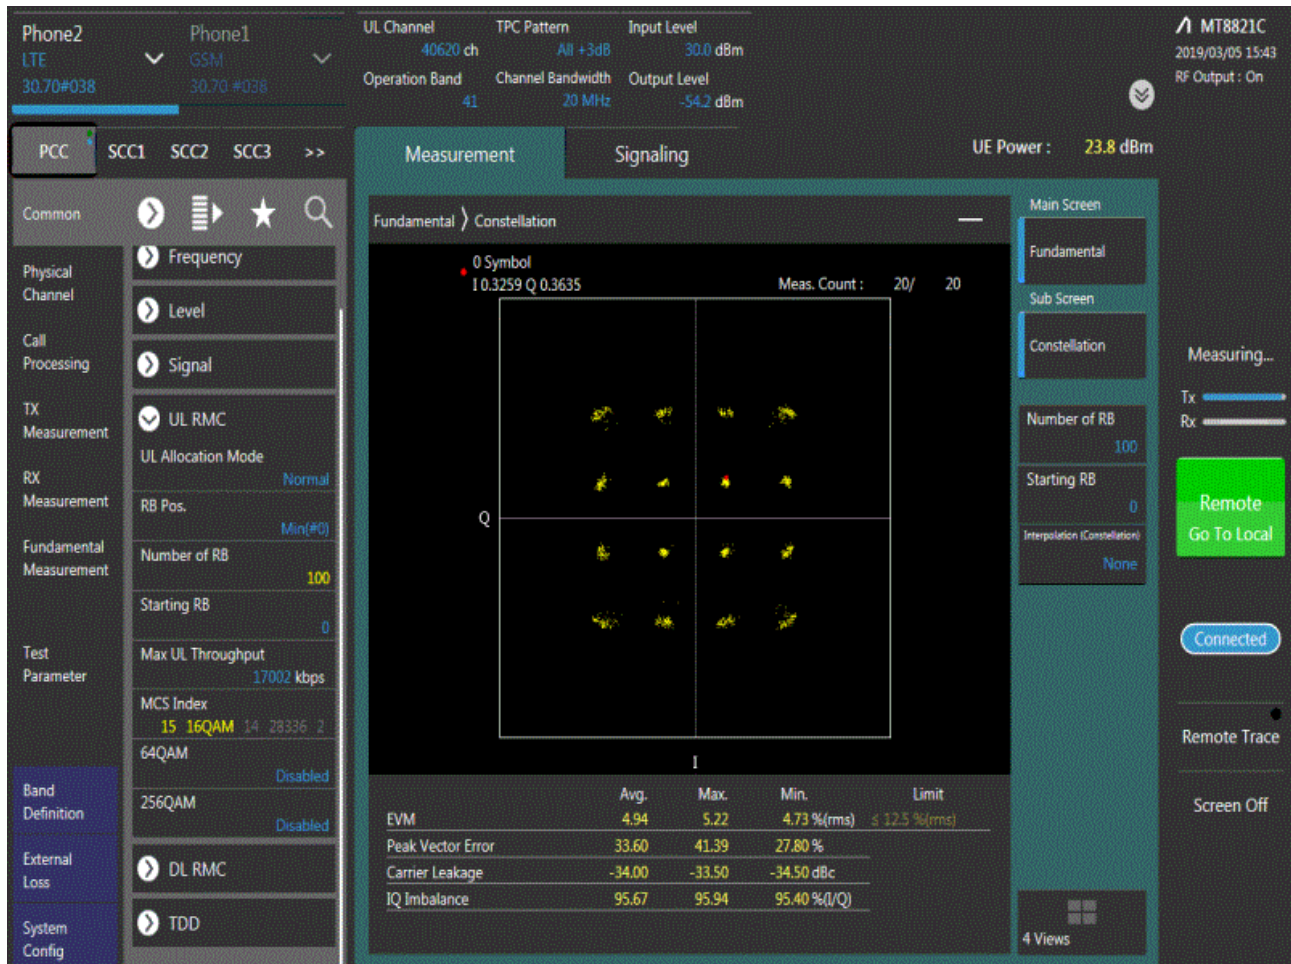 Phone2
LTE
30.70#038
Phone1
GSM
30.70 #038
UL Channel
40620 ch
TPC Pattern
All +3dB
Input Level
30.0 dBm
Operation Band
41
Channel Bandwidth
20 MHz
Output Level
-54.2 dBm
MT8821C
2019/03/05 15:43
RF Output : On
PCC SCC1 SCC2 SCC3 >>
Measurement
Signaling
UE Power : 23.8 dBm
Common
Physical
Channel
Call
Processing
TX
Measurement
RX
Measurement
Fundamental
Measurement
Test
Parameter
Band
Definition
External
Loss
System
Config
Frequency
Level
Signal
UL RMC
UL Allocation Mode
Normal
RB Pos.
Min(#0)
Number of RB
100
Starting RB
0
Max UL Throughput
17002 kbps
MCS Index
15 16QAM 14 28336 2
64QAM
Disabled
256QAM
Disabled
DL RMC
TDD
Fundamental 〉 Constellation
0 Symbol
I 0.3259 Q 0.3635
Meas. Count : 20/ 20
Q
I
Avg. Max. Min. Limit
EVM 4.94 5.22 4.73 %(rms) ≤ 12.5 %(rms)
Peak Vector Error 33.60 41.39 27.80 %
Carrier Leakage -34.00 -33.50 -34.50 dBc
IQ Imbalance 95.67 95.94 95.40 %(I/Q)
Main Screen
Fundamental
Sub Screen
Constellation
Number of RB
100
Starting RB
0
Interpolation (Constellation)
None
4 Views
Measuring...
Tx
Rx
Remote
Go To Local
Connected
Remote Trace
Screen Off